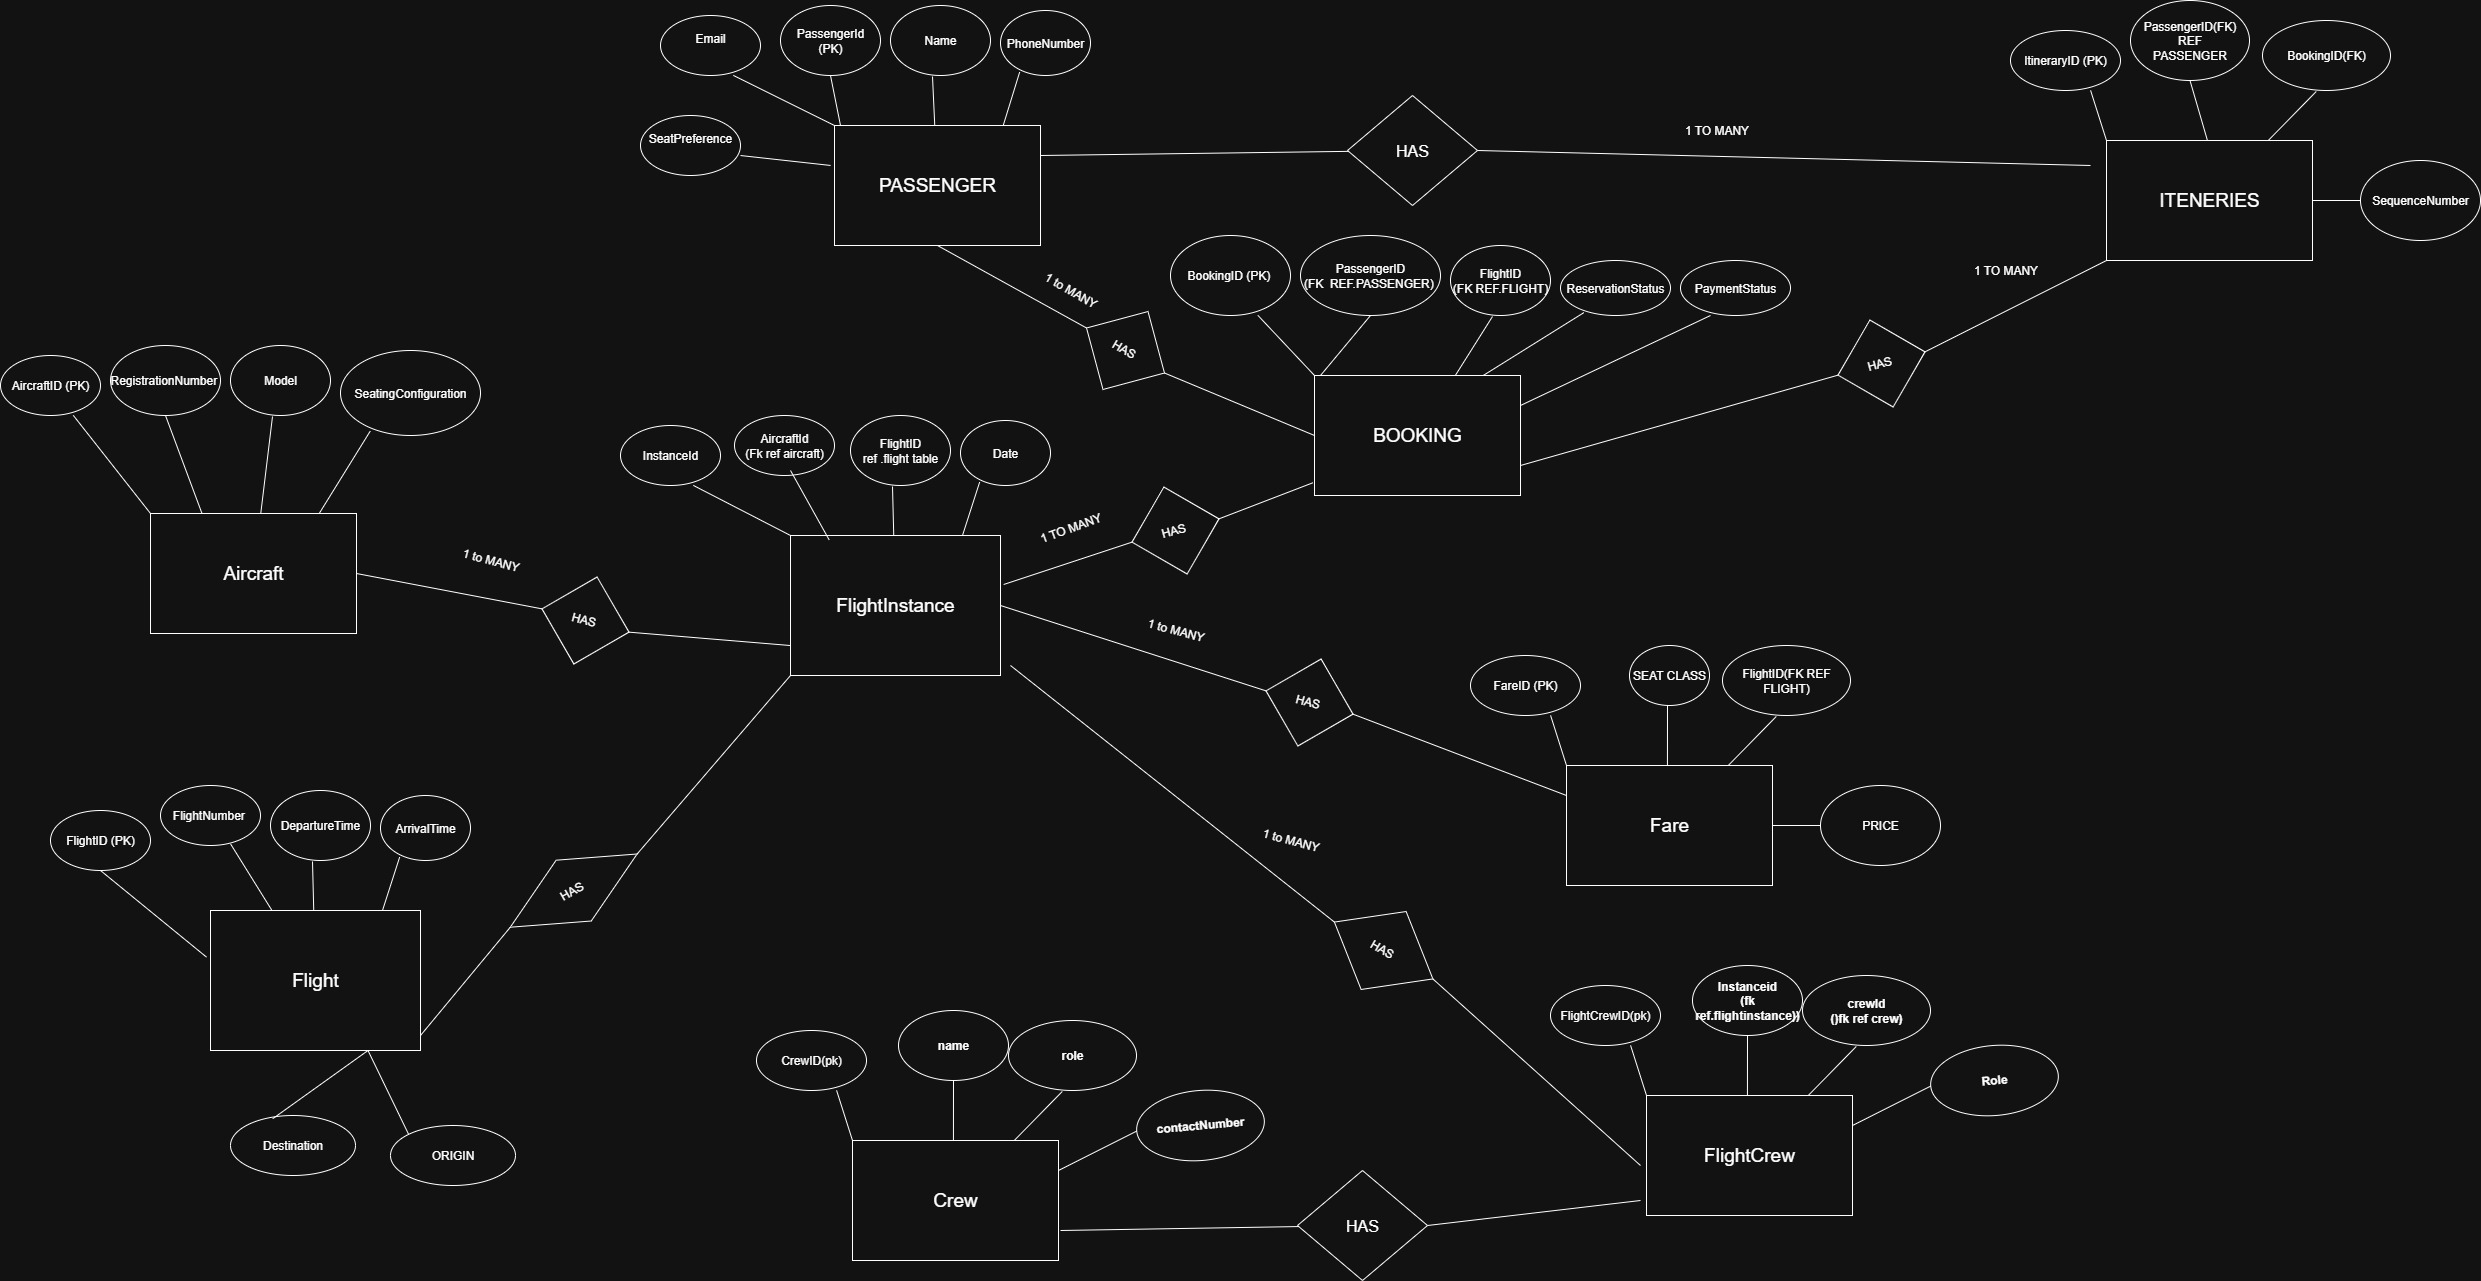 Email
PassengerId
(PK)
Name
PhoneNumber
SeatPreference
PASSENGER
HAS
1 TO MANY
ItineraryID (PK)
PassengerID(FK)
REF
PASSENGER
BookingID(FK)
ITENERIES
SequenceNumber
1 to MANY
HAS
BookingID (PK)
PassengerID
(FK  REF.PASSENGER)
FlightID
(FK REF.FLIGHT)
ReservationStatus
PaymentStatus
1 TO MANY
HAS
BOOKING
AircraftID (PK)
RegistrationNumber
Model
SeatingConfiguration
Aircraft
1 to MANY
HAS
InstanceId
AircraftId
(Fk ref aircraft)
FlightID
ref .flight table
Date
FlightInstance
1 TO MANY
HAS
1 to MANY
HAS
FareID (PK)
SEAT CLASS
FlightID(FK REF
FLIGHT)
Fare
PRICE
FlightID (PK)
FlightNumber
DepartureTime
ArrivalTime
HAS
Flight
Destination
ORIGIN
1 to MANY
HAS
CrewID(pk)
name
role
contactNumber
Crew
HAS
FlightCrewID(pk)
Instanceid
(fk
ref.flightinstance))
crewId
()fk ref crew)
Role
FlightCrew